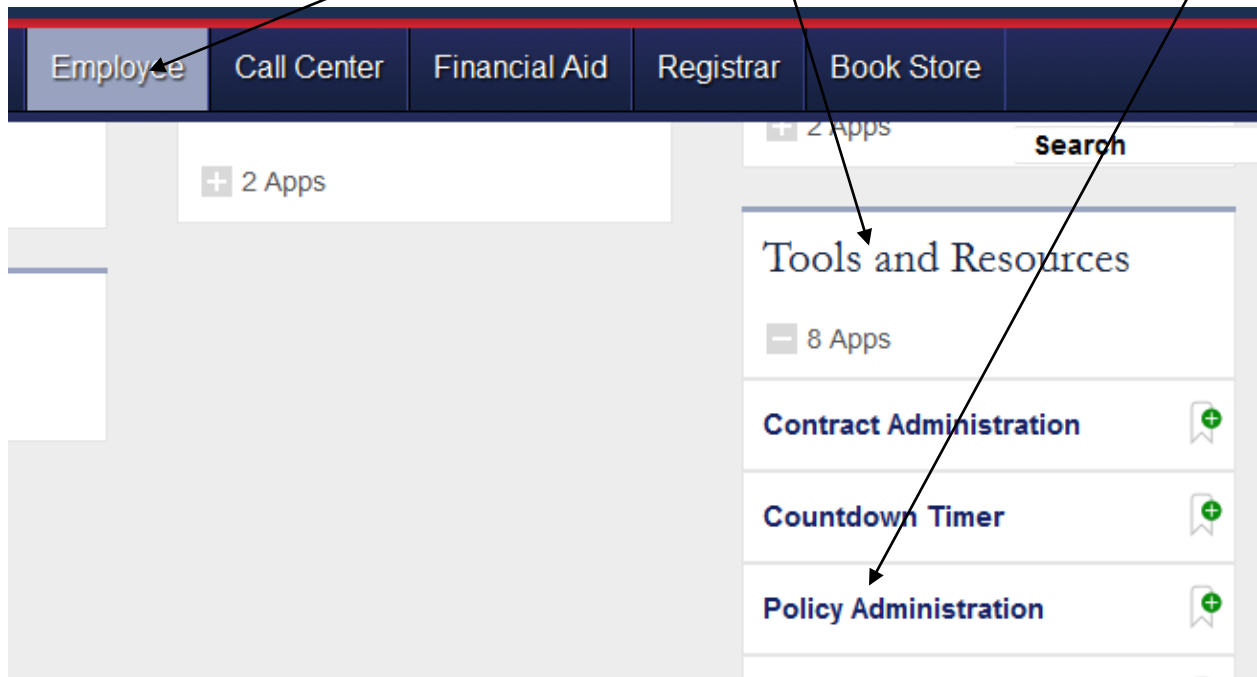 Employee Call Center Financial Aid Registrar Book Store
2 Apps
Search
2 Apps
Tools and Resources
8 Apps
Contract Administration
Countdown Timer
Policy Administration